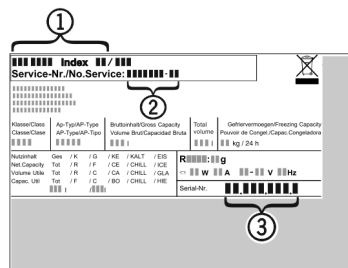 1
Index /
Service-Nr./No.Service: -
2
Klasse/Class Ap-Typ/AP-Type Bruttoinhalt/Gross Capacity Total Gefriervermoegen/Freezing Capacity
Classe/Clase AP-Type/AP-Tipo Volume Brut/Capacidad Bruta volume Pouvoir de Congel./Capac.Congeladora
l l kg / 24 h
Nutzinhalt Ges / K / G / KE / KALT / EIS
Net.Capacity Tot / R / F / CE / CHILL / ICE
Volume Utile Tot / R / C / CA / CHILL / GLA
Capac. Util Tot / F / C / BO / CHILL / HIE
l / l
R : g
W A - V Hz
Serial-Nr. . . .
3